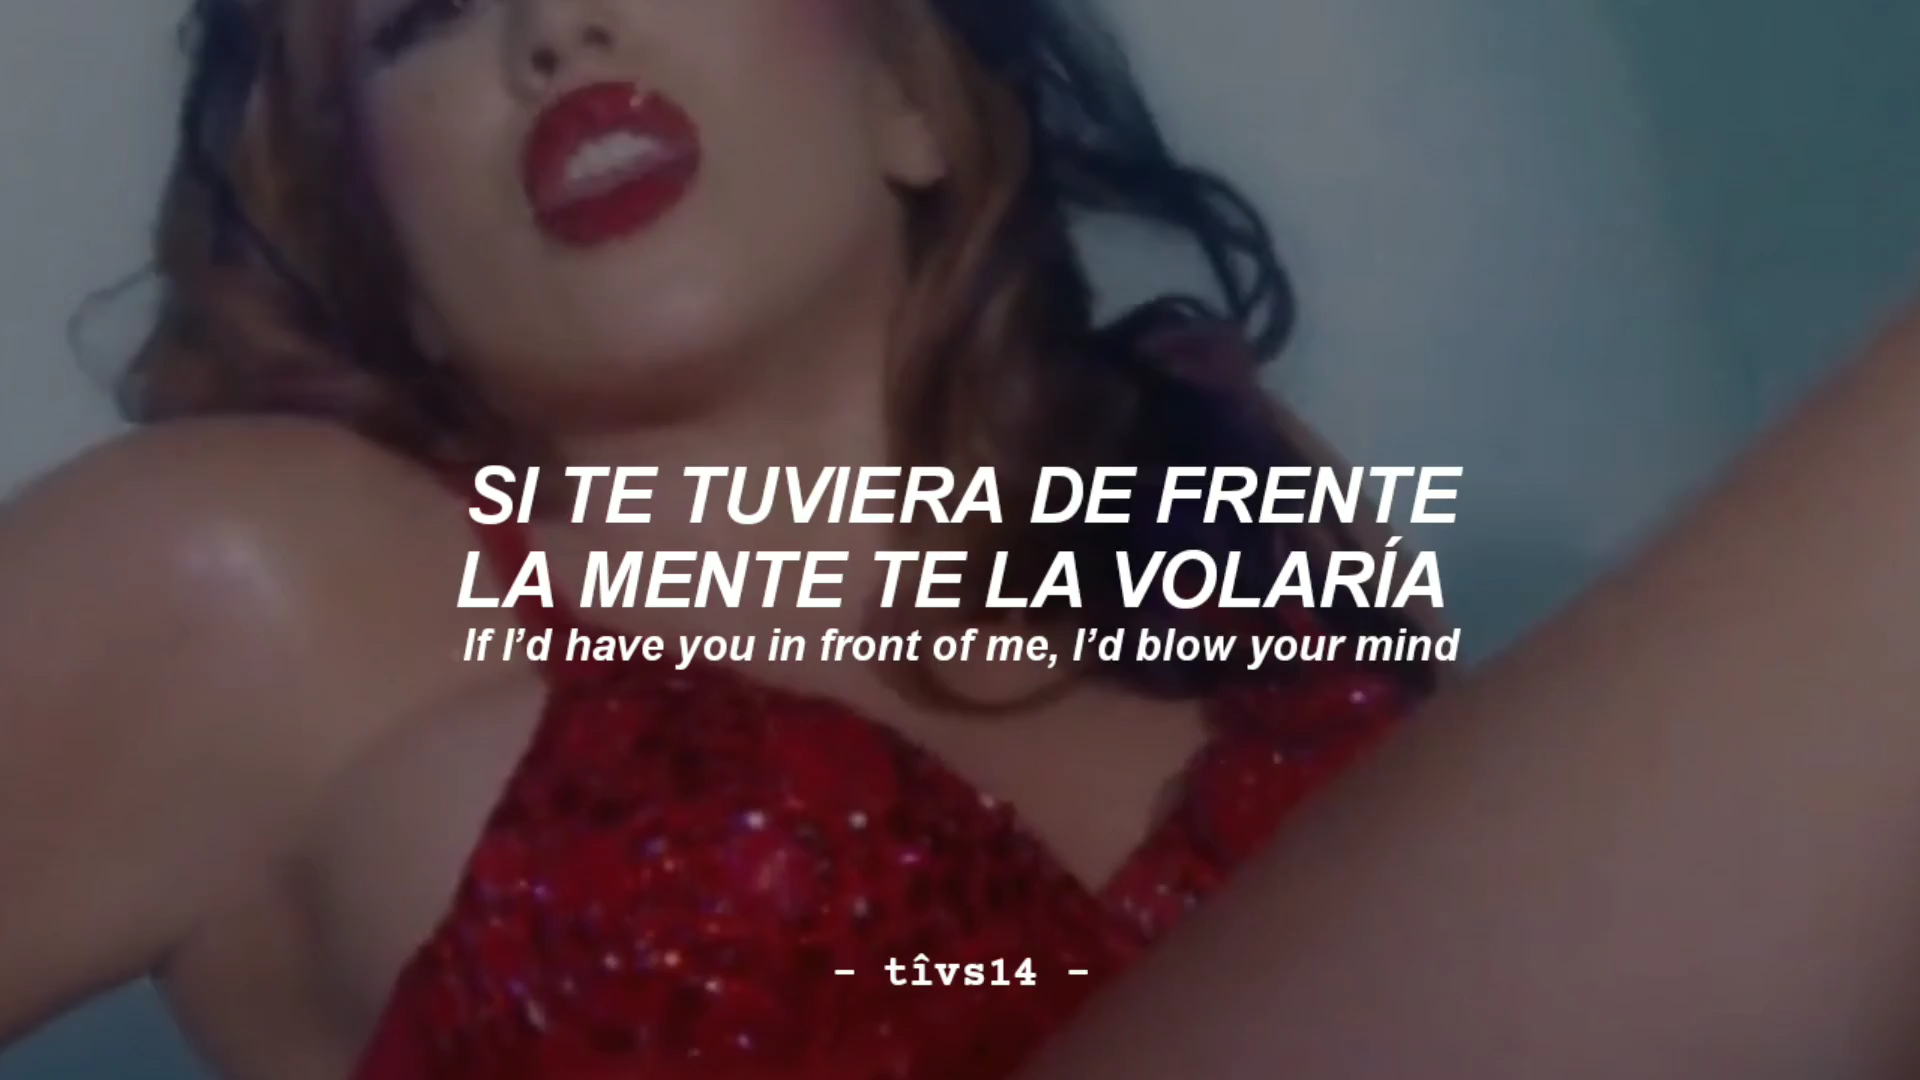 SI TE TUVIERA DE FRENTE
LA MENTE TE LA VOLARÍA
If I’d have you in front of me, I’d blow your mind
- tîvs14 -